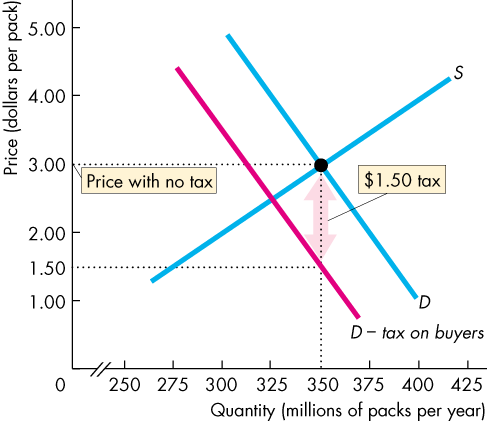 Price (dollars per pack)
5.00
4.00
3.00
2.00
1.50
1.00
0
S
Price with no tax
$1.50 tax
D
D – tax on buyers
250 275 300 325 350 375 400 425
Quantity (millions of packs per year)